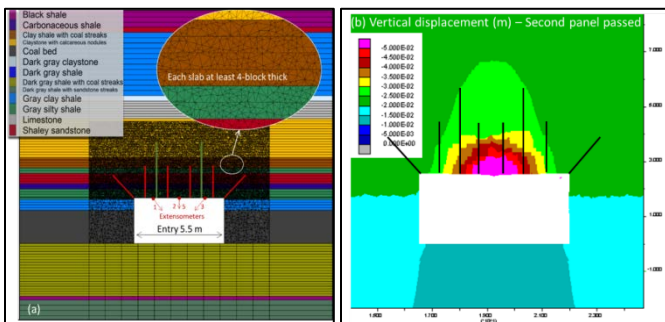 Black shale
Carbonaceous shale
Clay shale with coal streaks
Claystone with calcareous nodules
Coal bed
Dark gray claystone
Dark gray shale
Dark gray shale with coal streaks
Dark gray shale with sandstone streaks
Gray clay shale
Gray silty shale
Limestone
Shaley sandstone
Each slab at least 4-block thick
1 2 5 3
Extensometers
Entry 5.5 m
(a)
(b) Vertical displacement (m) – Second panel passed
-5.000E-02
-4.500E-02
-4.000E-02
-3.500E-02
-3.000E-02
-2.500E-02
-2.000E-02
-1.500E-02
-1.000E-02
-5.000E-03
0.000E+00
1.900
2.100
2.300